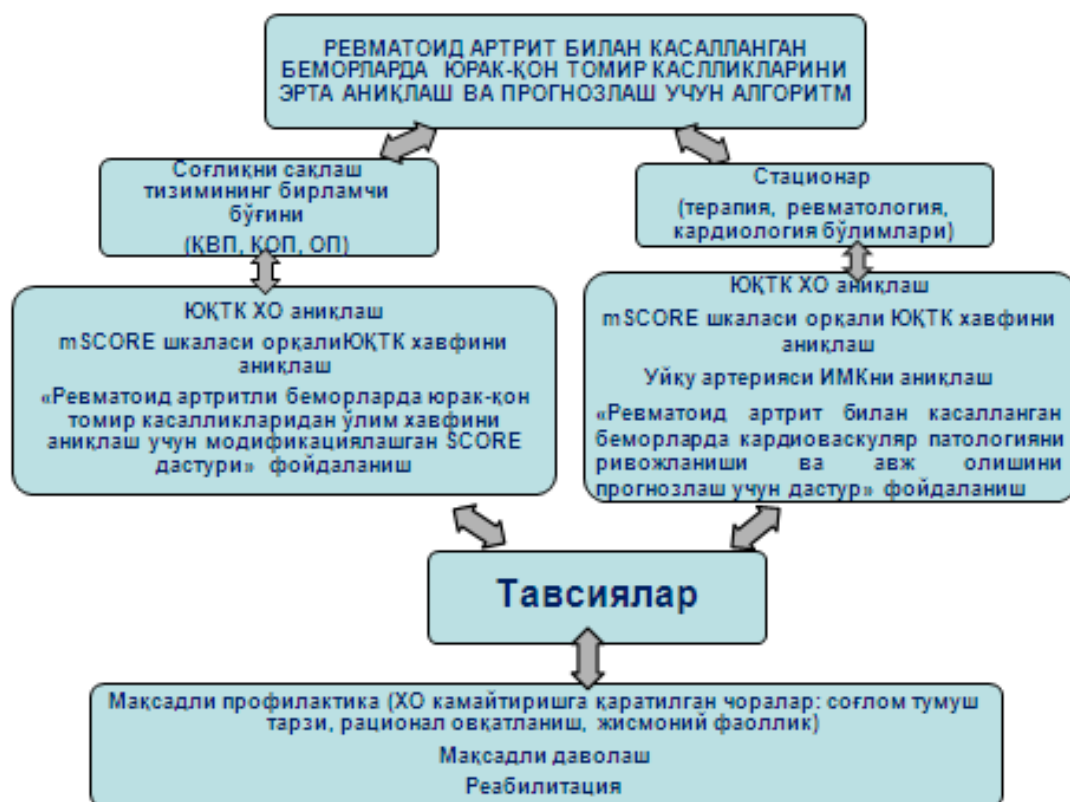 РЕВМАТОИД АРТРИТ БИЛАН КАСАЛЛАНГАН
БЕМОРЛАРДА ЮРАК-ҚОН ТОМИР КАСЛЛИКЛАРИНИ
ЭРТА АНИҚЛАШ ВА ПРОГНОЗЛАШ УЧУН АЛГОРИТМ
Соғлиқни сақлаш
тизимининг бирламчи
бўғини
(ҚВП, ҚОП, ОП)
Стационар
(терапия, ревматология,
кардиология бўлимлари)
ЮҚТК ХО аниқлаш
mSCORE шкаласи орқалиЮҚТК хавфини
аниқлаш
«Ревматоид артритли беморларда юрак-қон
томир касалликларидан ўлим хавфини
аниқлаш учун модификациялашган SCORE
дастури» фойдаланиш
ЮҚТК ХО аниқлаш
mSCORE шкаласи орқали ЮҚТК хавфини
аниқлаш
Уйқу артерияси ИМКни аниқлаш
«Ревматоид артрит билан касалланган
беморларда кардиоваскуляр патологияни
ривожланиши ва авж олишини
прогнозлаш учун дастур» фойдаланиш
Тавсиялар
Мақсадли профилактика (ХО камайтиришга қаратилган чоралар: соғлом тумуш
тарзи, рационал овқатланиш, жисмоний фаоллик)
Мақсадли даволаш
Реабилитация